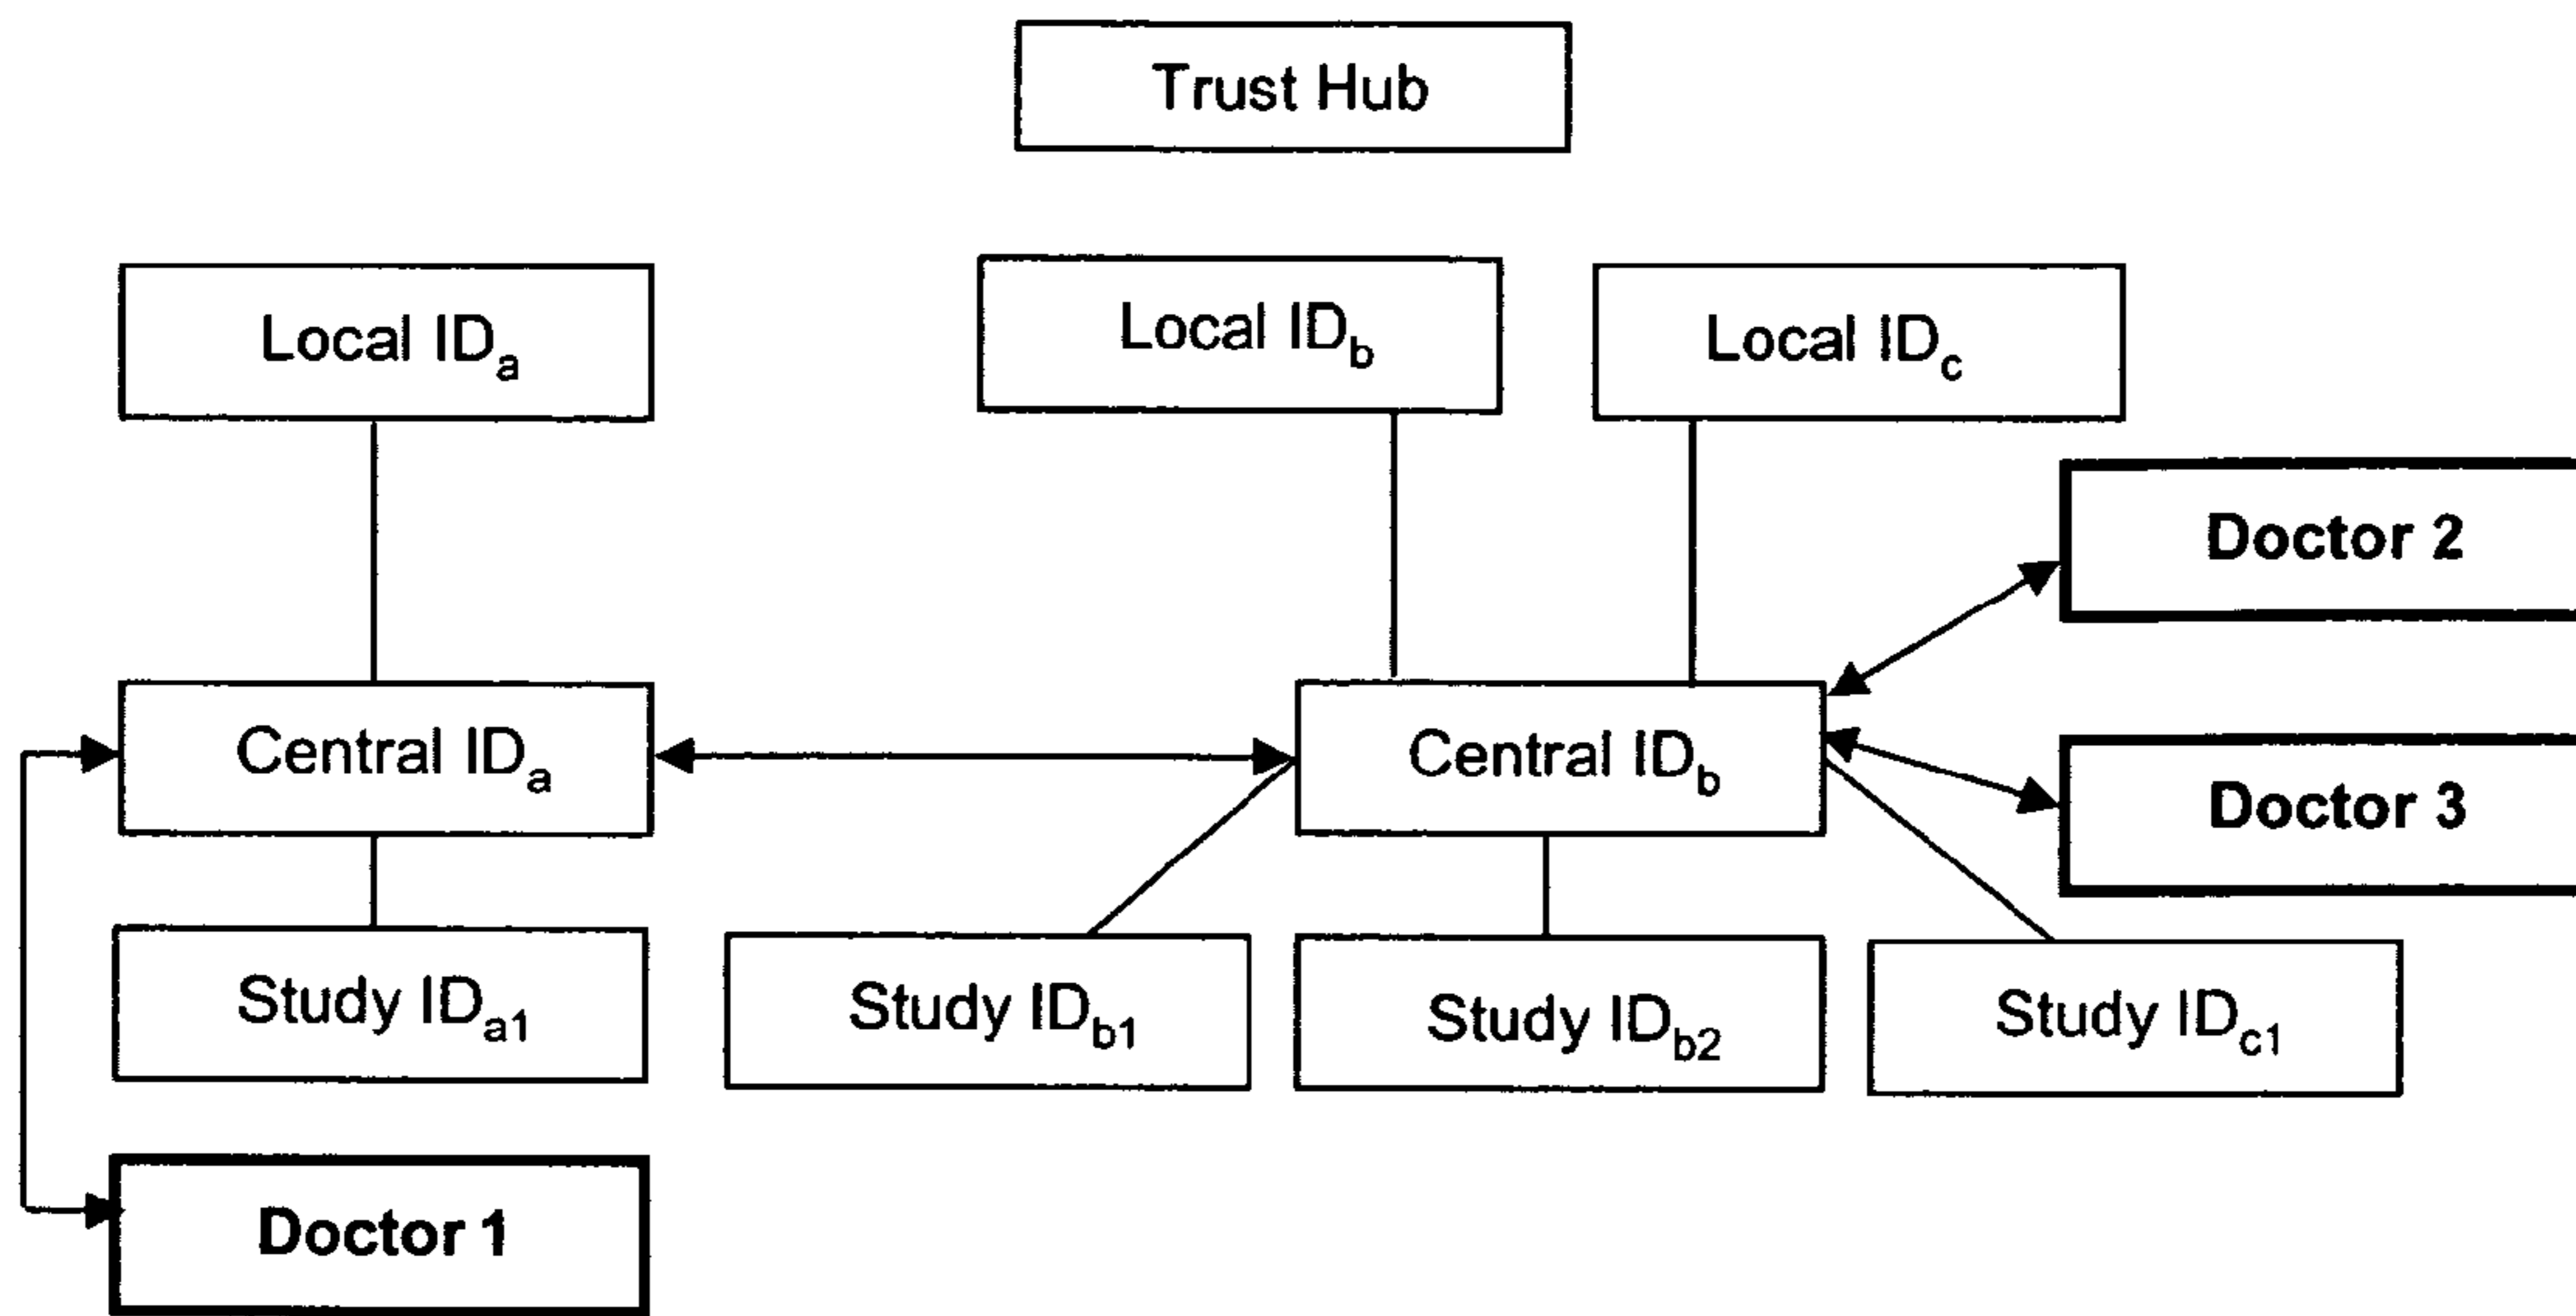 Trust Hub
Local IDa
Local IDb
Local IDc
Doctor 2
Central IDa
Central IDb
Doctor 3
Study IDa1
Study IDb1
Study IDb2
Study IDc1
Doctor 1